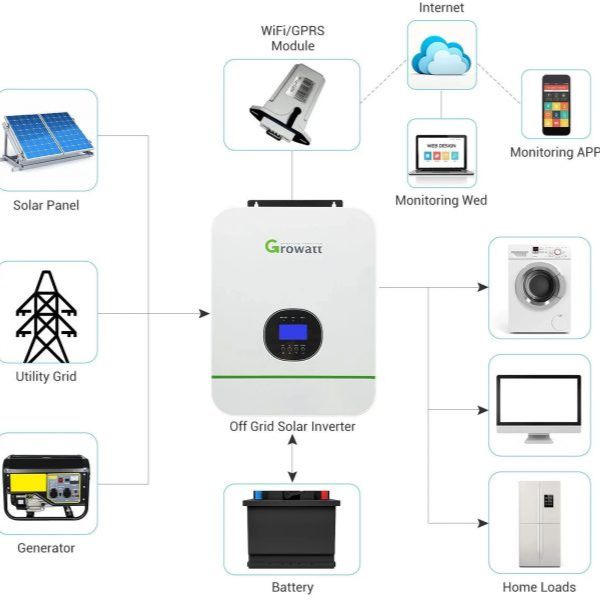 Internet
WiFi/GPRS
Module
Monitoring APP
WEB DESIGN
Monitoring Wed
Solar Panel
Growatt
Utility Grid
Off Grid Solar Inverter
Generator
Battery
Home Loads